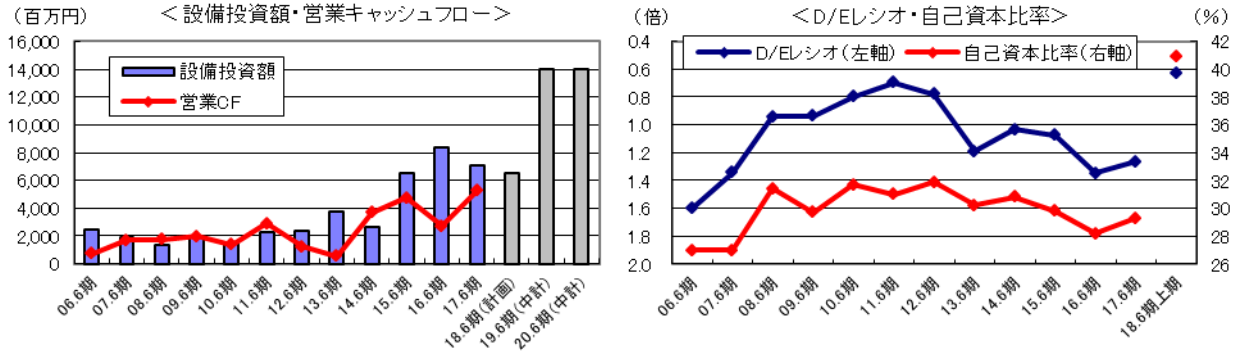 (百万円)
<設備投資額・営業キャッシュフロー>
16,000
14,000
12,000
10,000
8,000
6,000
4,000
2,000
0
設備投資額
営業CF
06.6期
07.6期
08.6期
09.6期
10.6期
11.6期
12.6期
13.6期
14.6期
15.6期
16.6期
17.6期
18.6期(計画)
19.6期(中計)
20.6期(中計)
(倍)
<D/Eレシオ・自己資本比率>
(%)
0.4
0.6
0.8
1.0
1.2
1.4
1.6
1.8
2.0
D/Eレシオ(左軸)
自己資本比率(右軸)
42
40
38
36
34
32
30
28
26
06.6期
07.6期
08.6期
09.6期
10.6期
11.6期
12.6期
13.6期
14.6期
15.6期
16.6期
17.6期
18.6期上期